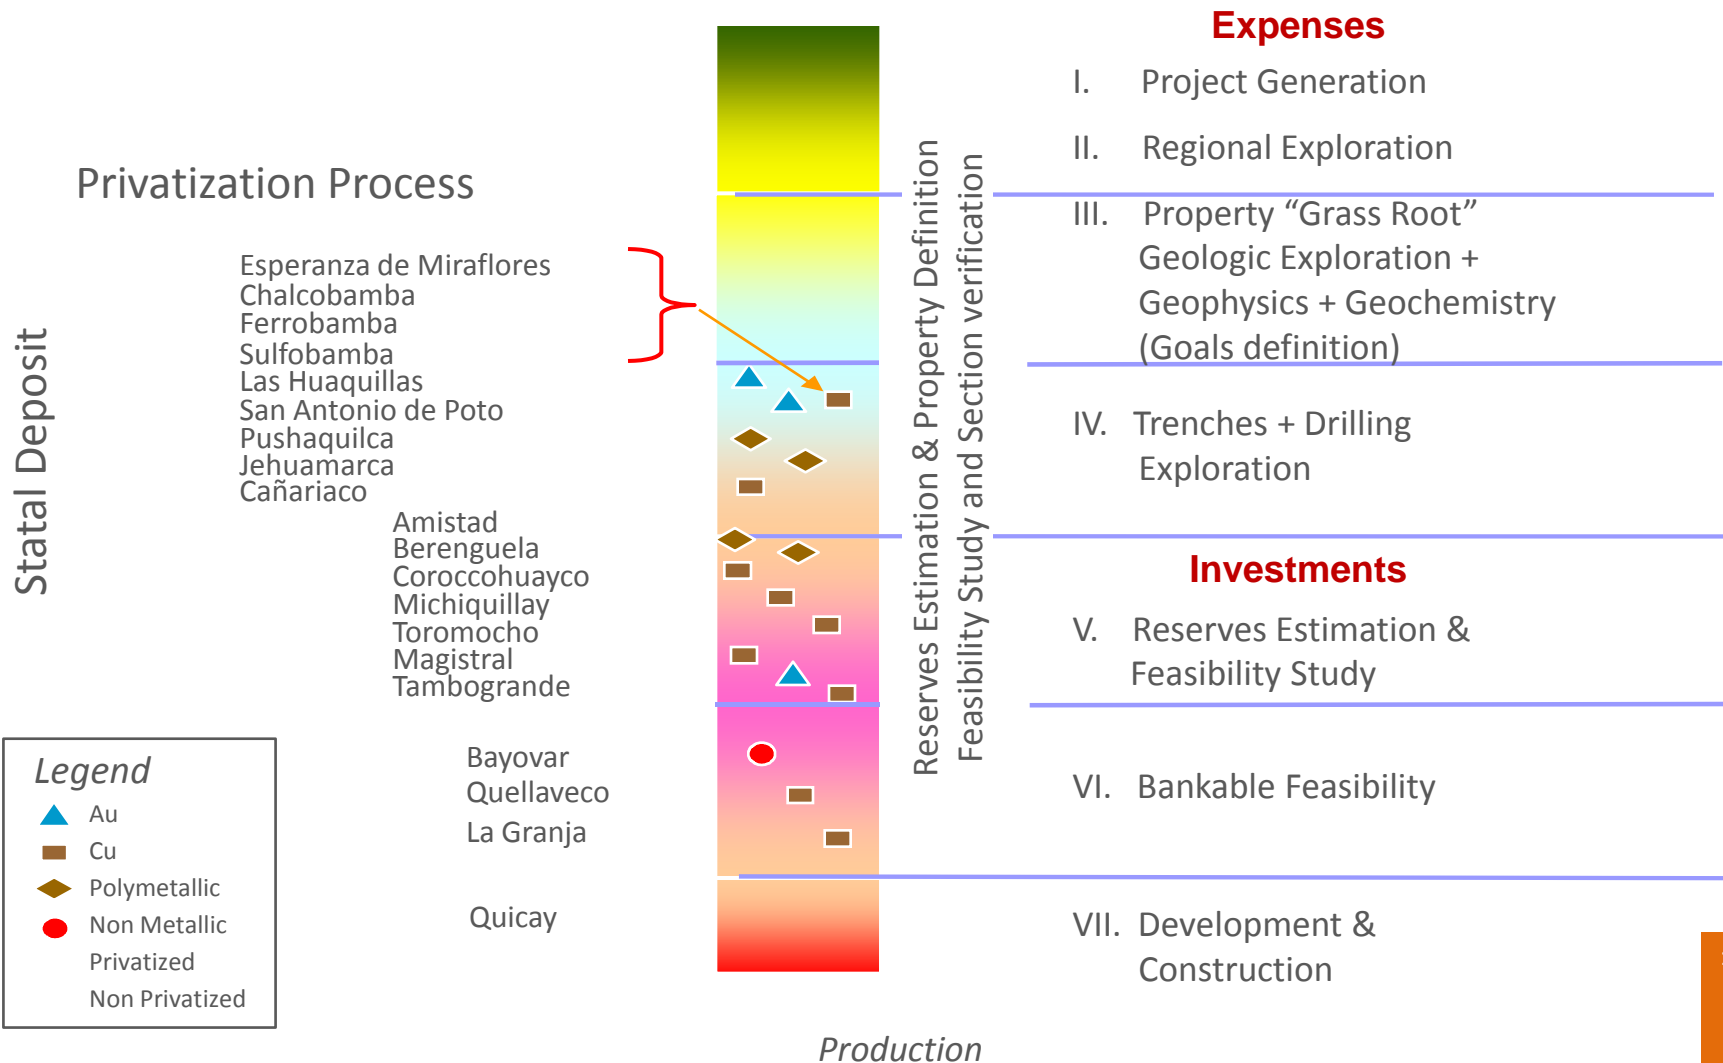 Privatization Process
Statal Deposit
Esperanza de Miraflores
Chalcobamba
Ferrobamba
Sulfobamba
Las Huaquillas
San Antonio de Poto
Pushaquilca
Jehuamarca
Cañariaco
Amistad
Berenguela
Coroccohuayco
Michiquillay
Toromocho
Magistral
Tambogrande
Bayovar
Quellaveco
La Granja
Quicay
Legend
Au
Cu
Polymetallic
Non Metallic
Privatized
Non Privatized
Reserves Estimation & Property Definition
Feasibility Study and Section verification
Production
Expenses
I. Project Generation
II. Regional Exploration
III. Property “Grass Root”
Geologic Exploration +
Geophysics + Geochemistry
(Goals definition)
IV. Trenches + Drilling
Exploration
Investments
V. Reserves Estimation &
Feasibility Study
VI. Bankable Feasibility
VII. Development &
Construction